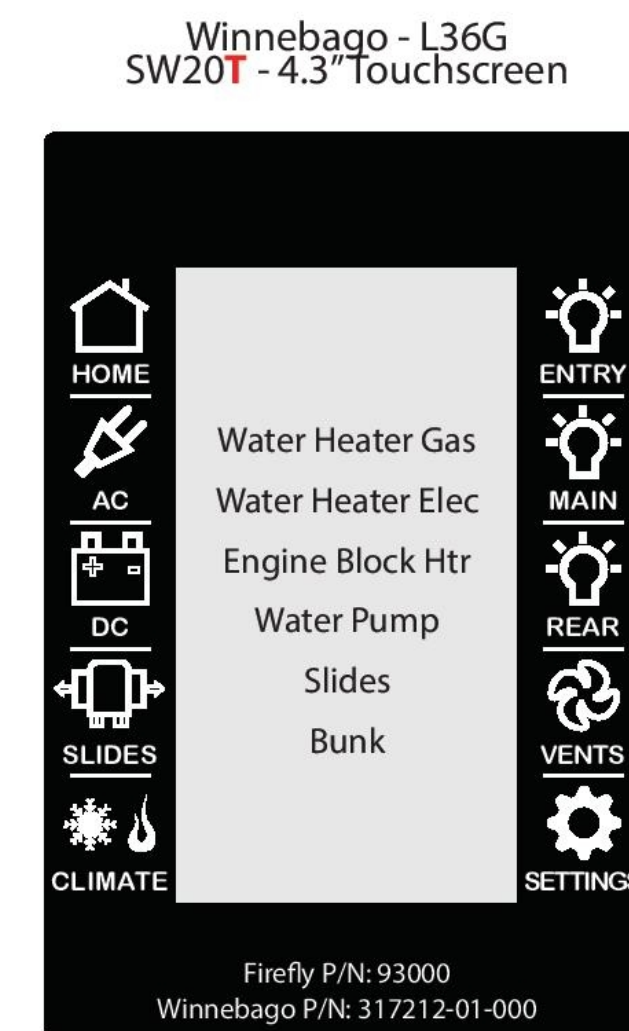 Winnebago - L36G
SW20T - 4.3" Touchscreen
HOME
AC
DC
SLIDES
CLIMATE
Water Heater Gas
Water Heater Elec
Engine Block Htr
Water Pump
Slides
Bunk
ENTRY
MAIN
REAR
VENTS
SETTINGS
Firefly P/N: 93000
Winnebago P/N: 317212-01-000